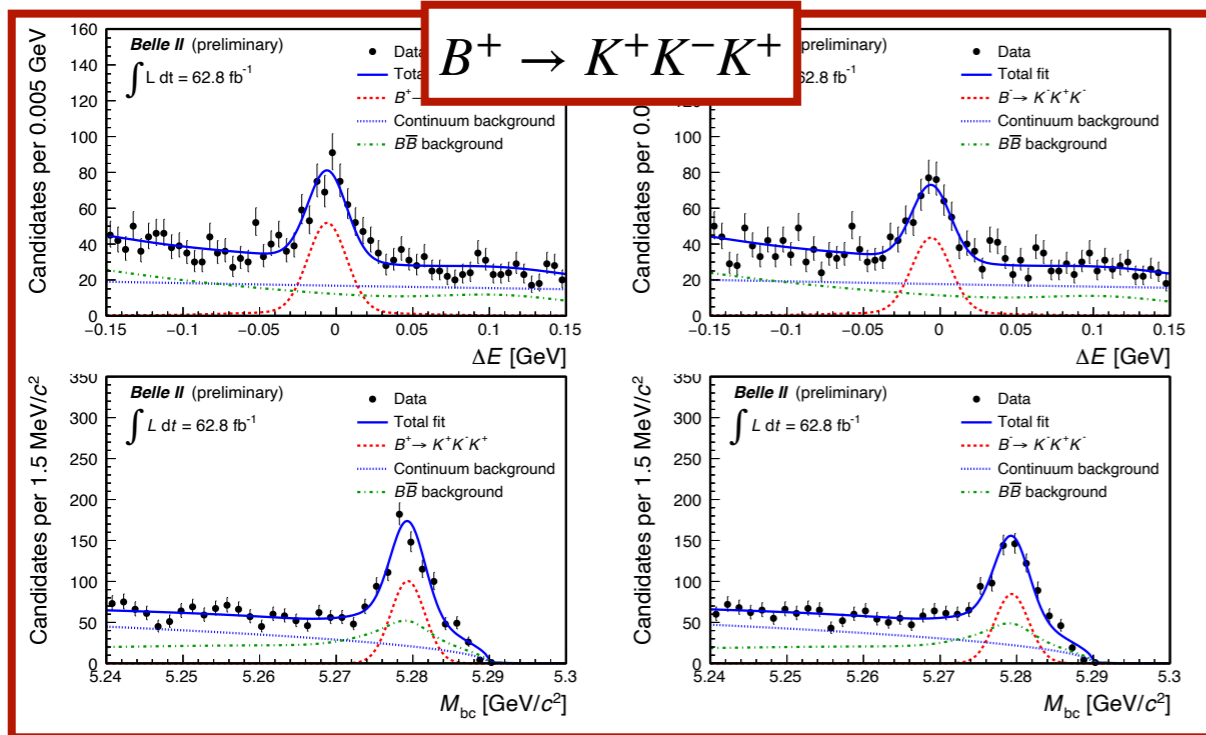 B⁺ → K⁺K⁻K⁺
Candidates per 0.005 GeV
160
140
120
100
80
60
40
20
0
Belle II (preliminary)
∫ L dt = 62.8 fb⁻¹
Data
Total fit
B⁺→
Continuum background
BB̅ background
−0.15 −0.1 −0.05 0 0.05 0.1 0.15
ΔE [GeV]
Candidates per 0.0
120
100
80
60
40
20
0
Data
Total fit
B⁻→ K⁻K⁺K⁻
Continuum background
BB̅ background
−0.15 −0.1 −0.05 0 0.05 0.1 0.15
ΔE [GeV]
Candidates per 1.5 MeV/c²
350
300
250
200
150
100
50
0
Belle II (preliminary)
∫ L dt = 62.8 fb⁻¹
Data
Total fit
B⁺→ K⁺K⁻K⁺
Continuum background
BB̅ background
5.24 5.25 5.26 5.27 5.28 5.29 5.3
M_bc [GeV/c²]
Candidates per 1.5 MeV/c²
350
300
250
200
150
100
50
0
Belle II (preliminary)
∫ L dt = 62.8 fb⁻¹
Data
Total fit
B⁻→ K⁻K⁺K⁻
Continuum background
BB̅ background
5.24 5.25 5.26 5.27 5.28 5.29 5.3
M_bc [GeV/c²]